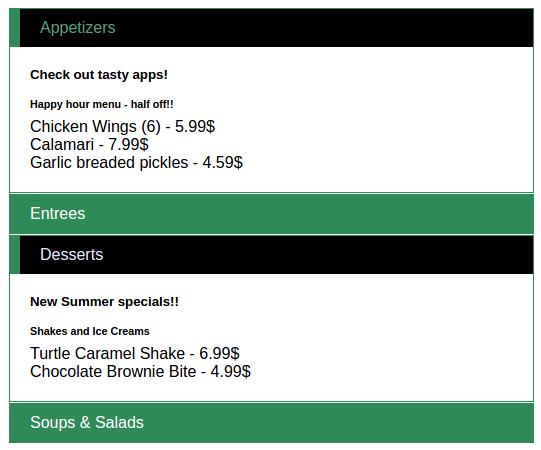 Appetizers
Check out tasty apps!
Happy hour menu - half off!!
Chicken Wings (6) - 5.99$
Calamari - 7.99$
Garlic breaded pickles - 4.59$
Entrees
Desserts
New Summer specials!!
Shakes and Ice Creams
Turtle Caramel Shake - 6.99$
Chocolate Brownie Bite - 4.99$
Soups & Salads